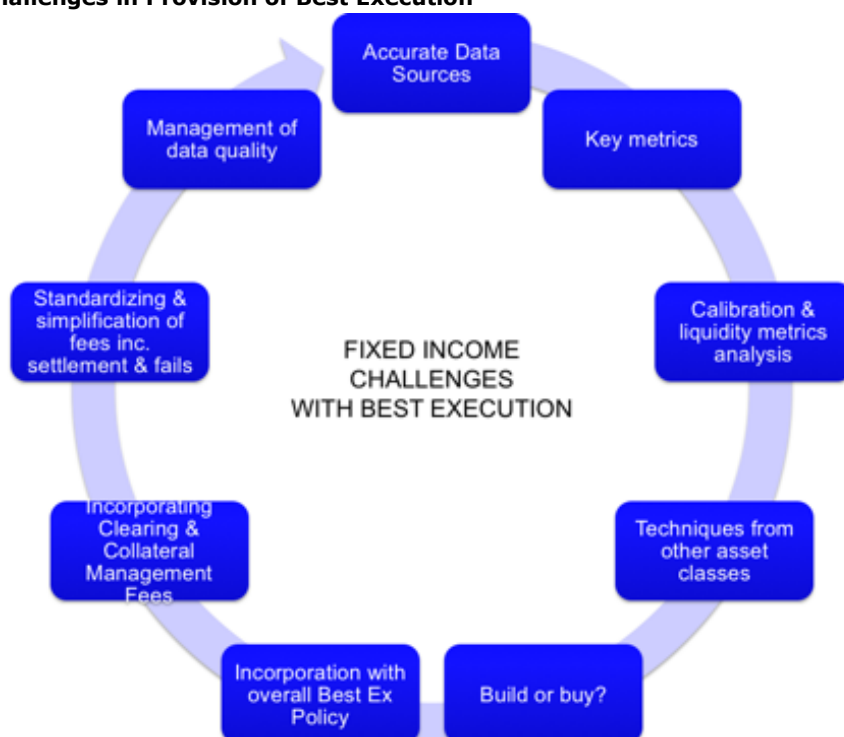 Challenges in Provision of Best Execution
Accurate Data
Sources
Key metrics
Calibration &
liquidity metrics
analysis
Techniques from
other asset
classes
Build or buy?
Incorporation with
overall Best Ex
Policy
Incorporating
Clearing &
Collateral
Management
Fees
Standardizing &
simplification of
fees inc.
settlement & fails
Management of
data quality
FIXED INCOME
CHALLENGES
WITH BEST EXECUTION